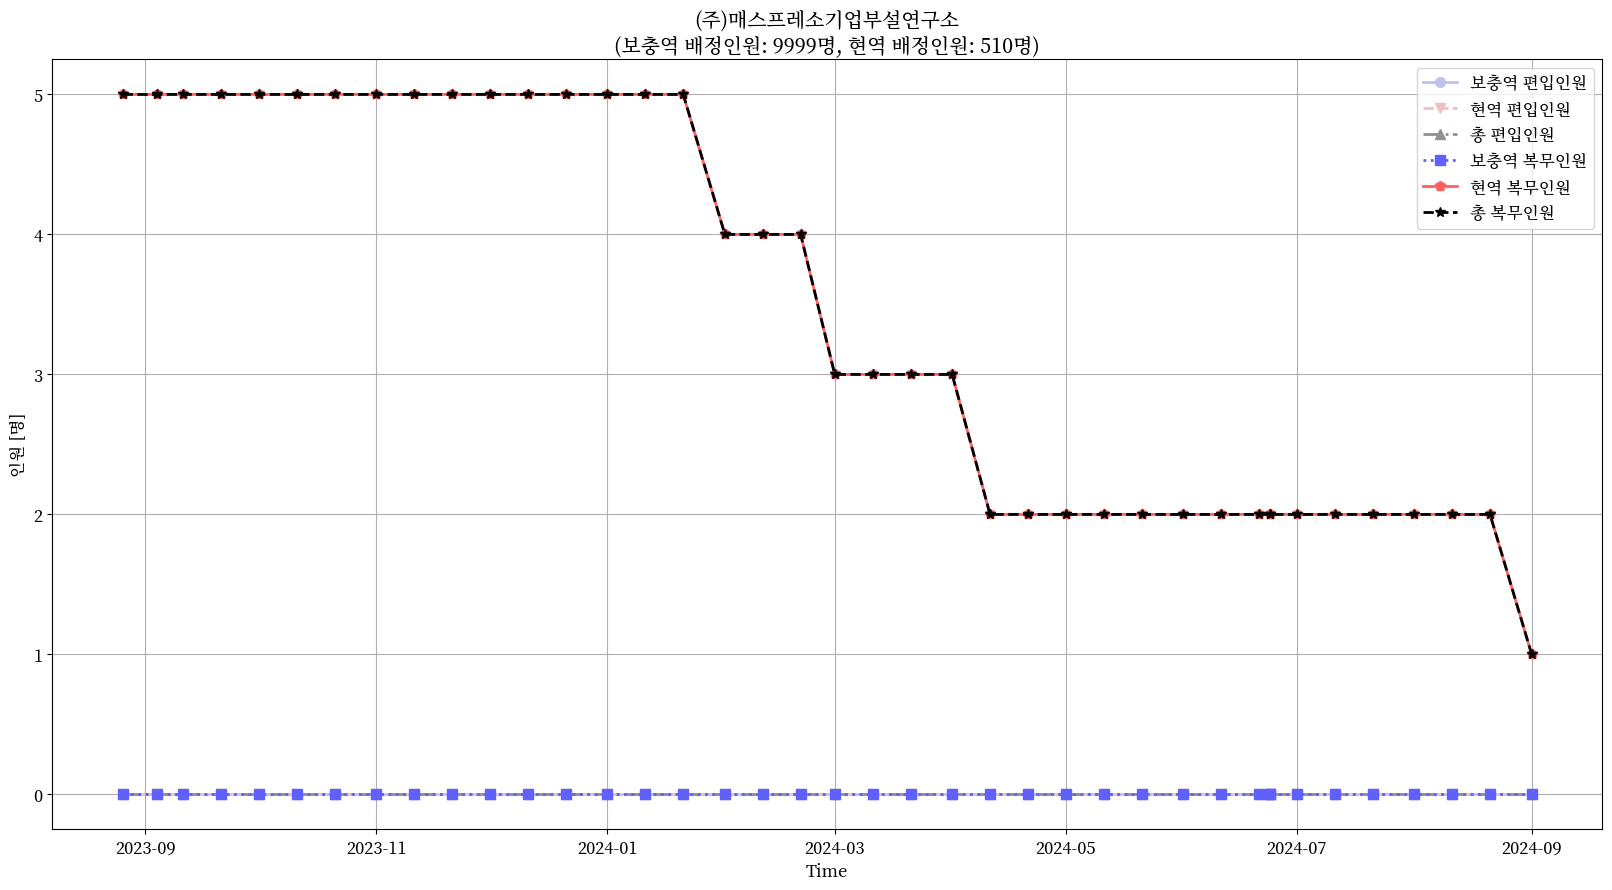 (주)매스프레소기업부설연구소
(보충역 배정인원: 9999명, 현역 배정인원: 510명)
보충역 편입인원
현역 편입인원
총 편입인원
보충역 복무인원
현역 복무인원
총 복무인원
인원 [명]
5
4
3
2
1
0
2023-09
2023-11
2024-01
2024-03
2024-05
2024-07
2024-09
Time